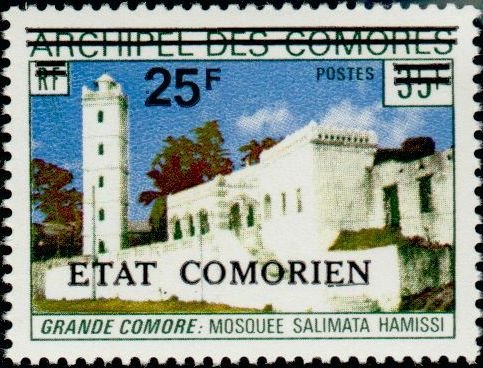 ARCHIPEL DES COMORES
RF 25F POSTES 35F
ETAT COMORIEN
GRANDE COMORE: MOSQUEE SALIMATA HAMISSI